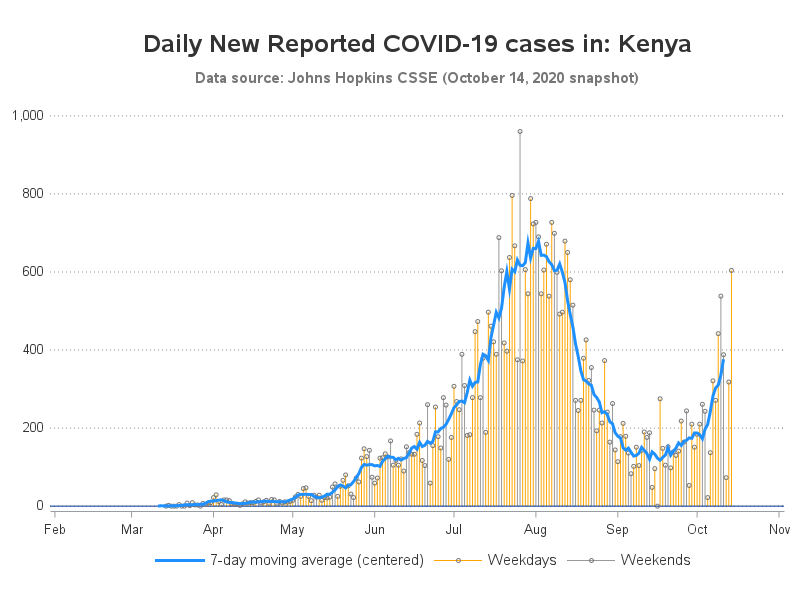 Daily New Reported COVID-19 cases in: Kenya
Data source: Johns Hopkins CSSE (October 14, 2020 snapshot)
1,000
800
600
400
200
0
Feb Mar Apr May Jun Jul Aug Sep Oct Nov
7-day moving average (centered) Weekdays Weekends